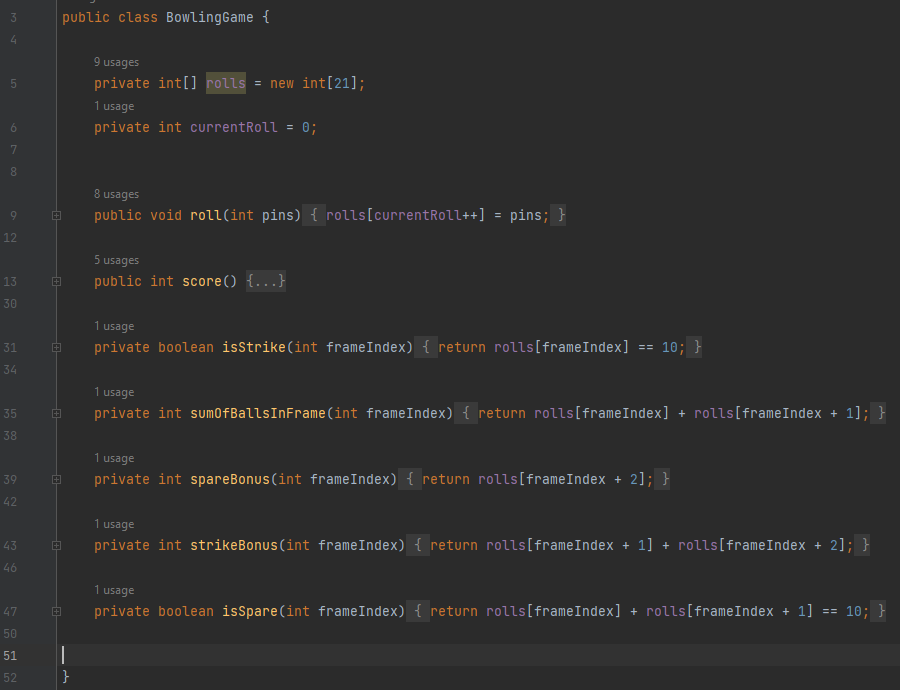 3 public class BowlingGame {
4
9 usages
5 private int[] rolls = new int[21];
1 usage
6 private int currentRoll = 0;
7
8
8 usages
9 public void roll(int pins) { rolls[currentRoll++] = pins; }
12
5 usages
13 public int score() {...}
30
1 usage
31 private boolean isStrike(int frameIndex) { return rolls[frameIndex] == 10; }
34
1 usage
35 private int sumOfBallsInFrame(int frameIndex) { return rolls[frameIndex] + rolls[frameIndex + 1]; }
38
1 usage
39 private int spareBonus(int frameIndex) { return rolls[frameIndex + 2]; }
42
1 usage
43 private int strikeBonus(int frameIndex) { return rolls[frameIndex + 1] + rolls[frameIndex + 2]; }
46
1 usage
47 private boolean isSpare(int frameIndex) { return rolls[frameIndex] + rolls[frameIndex + 1] == 10; }
50
51
52 }